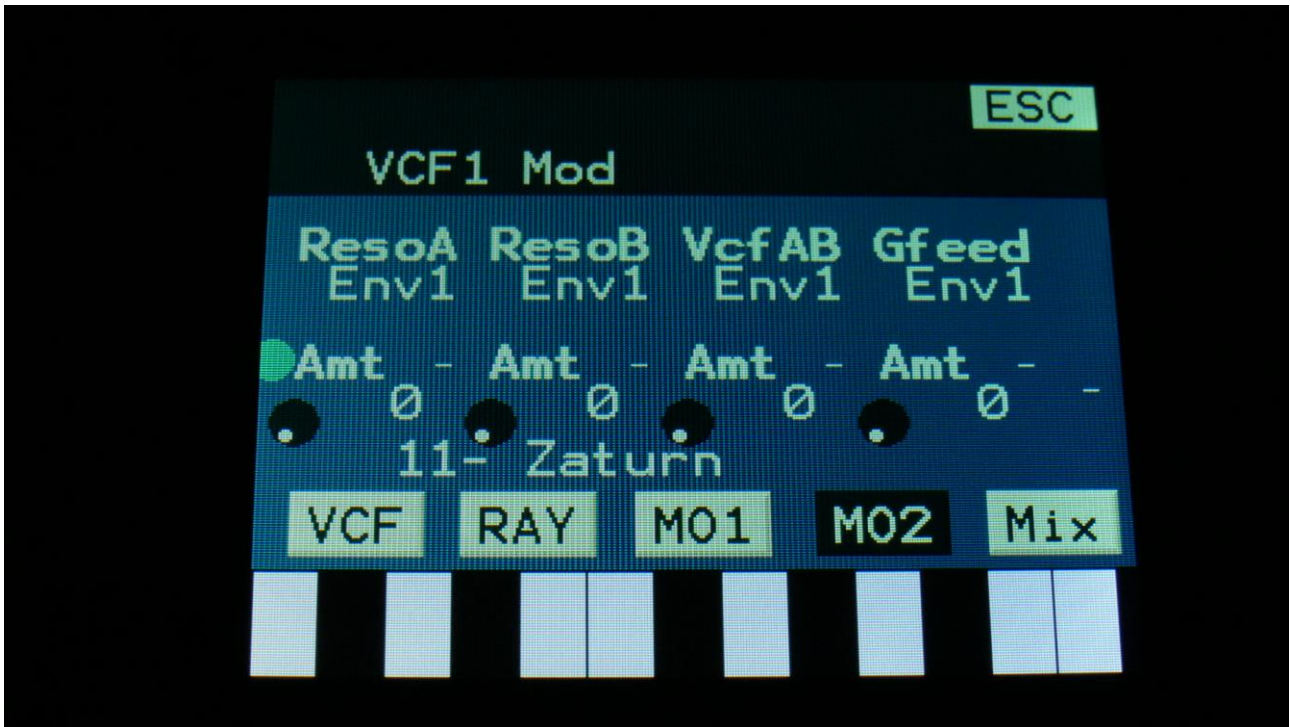 ESC
VCF1 Mod
ResoA ResoB VcfAB Gfeed
Env1 Env1 Env1 Env1
Amt - Amt - Amt - Amt -
0 0 0 0 -
11- Zaturn
VCF RAY MO1 MO2 Mix